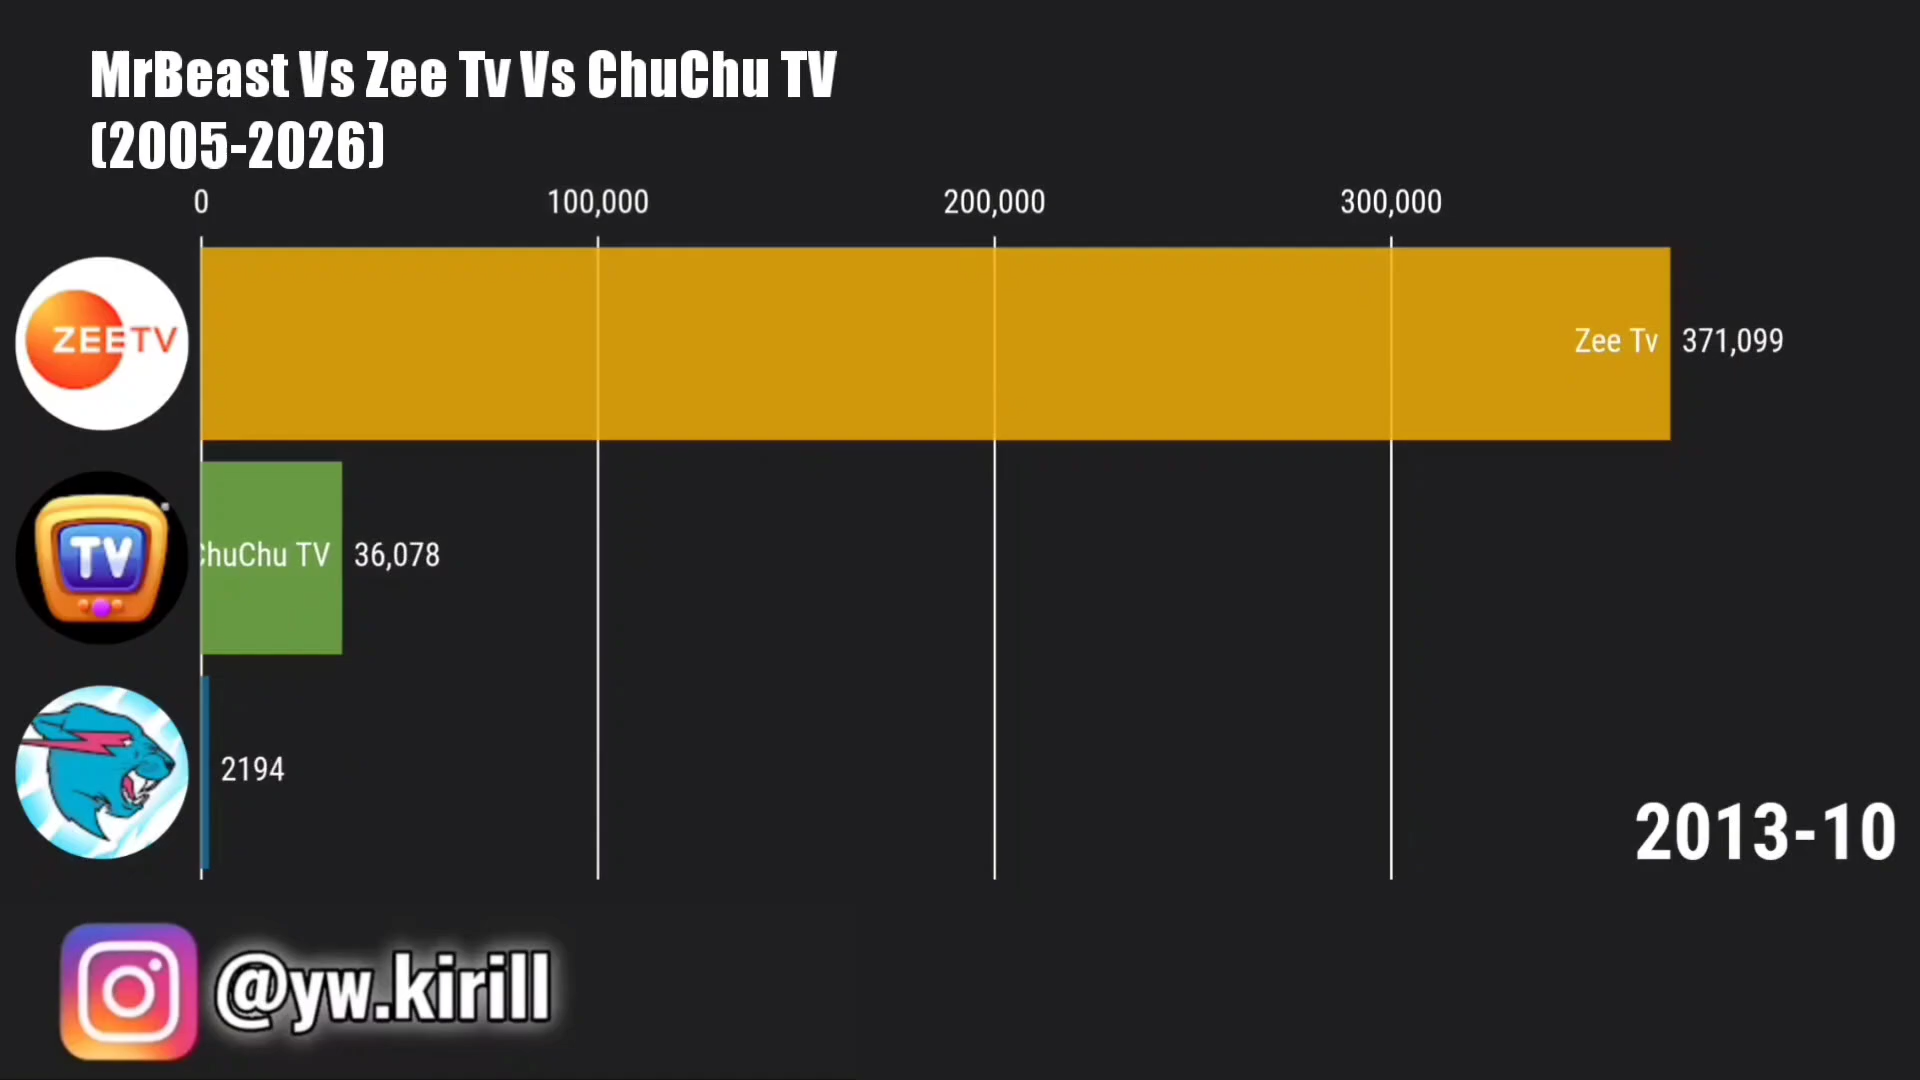 MrBeast Vs Zee Tv Vs ChuChu TV
(2005-2026)
0 100,000 200,000 300,000
ZEETV
Zee Tv 371,099
TV
ChuChu TV 36,078
2194
2013-10
@yw.kirill